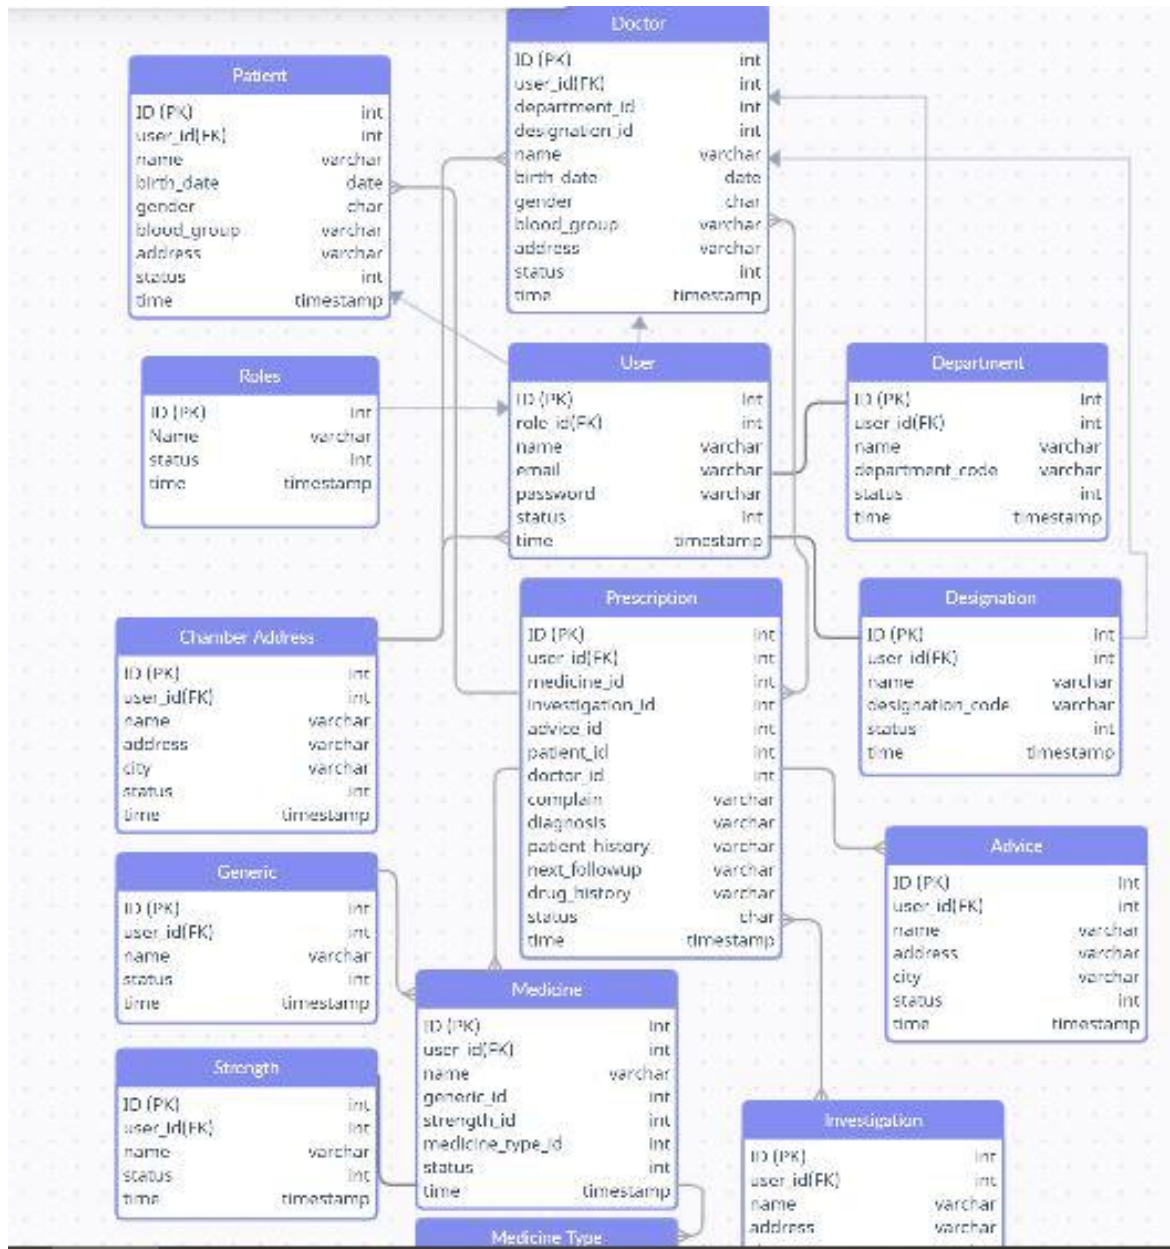 Doctor
ID (PK) int
user_id(FK) int
department_id int
designation_id int
name varchar
birth_date date
gender char
blood_group varchar
address varchar
status int
time timestamp
Patient
ID (PK) int
user_id(FK) int
name varchar
birth_date date
gender char
blood_group varchar
address varchar
status int
time timestamp
Roles
ID (PK) int
Name varchar
status int
time timestamp
User
ID (PK) int
role_id(FK) int
name varchar
email varchar
password varchar
status int
time timestamp
Department
ID (PK) int
user_id(FK) int
name varchar
department_code varchar
status int
time timestamp
Prescription
ID (PK) int
user_id(FK) int
medicine_id int
investigation_id int
advice_id int
patient_id int
doctor_id int
complain varchar
diagnosis varchar
patient_history varchar
next_followup varchar
drug_history varchar
status char
time timestamp
Designation
ID (PK) int
user_id(FK) int
name varchar
designation_code varchar
status int
time timestamp
Chamber Address
ID (PK) int
user_id(FK) int
name varchar
address varchar
city varchar
status int
time timestamp
Advice
ID (PK) int
user_id(FK) int
name varchar
address varchar
city varchar
status int
time timestamp
Generic
ID (PK) int
user_id(FK) int
name varchar
status int
time timestamp
Medicine
ID (PK) int
user_id(FK) int
name varchar
generic_id int
strength_id int
medicine_type_id int
status int
time timestamp
Strength
ID (PK) int
user_id(FK) int
name varchar
status int
time timestamp
Investigation
ID (PK) int
user_id(FK) int
name varchar
address varchar
Medicine Type